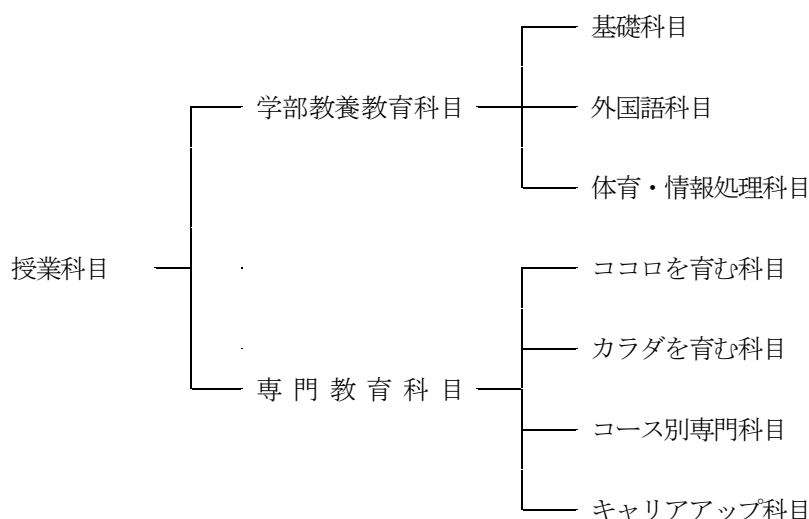 基礎科目
学部教養教育科目
外国語科目
体育・情報処理科目
授業科目
ココロを育む科目
カラダを育む科目
専門教育科目
コース別専門科目
キャリアアップ科目